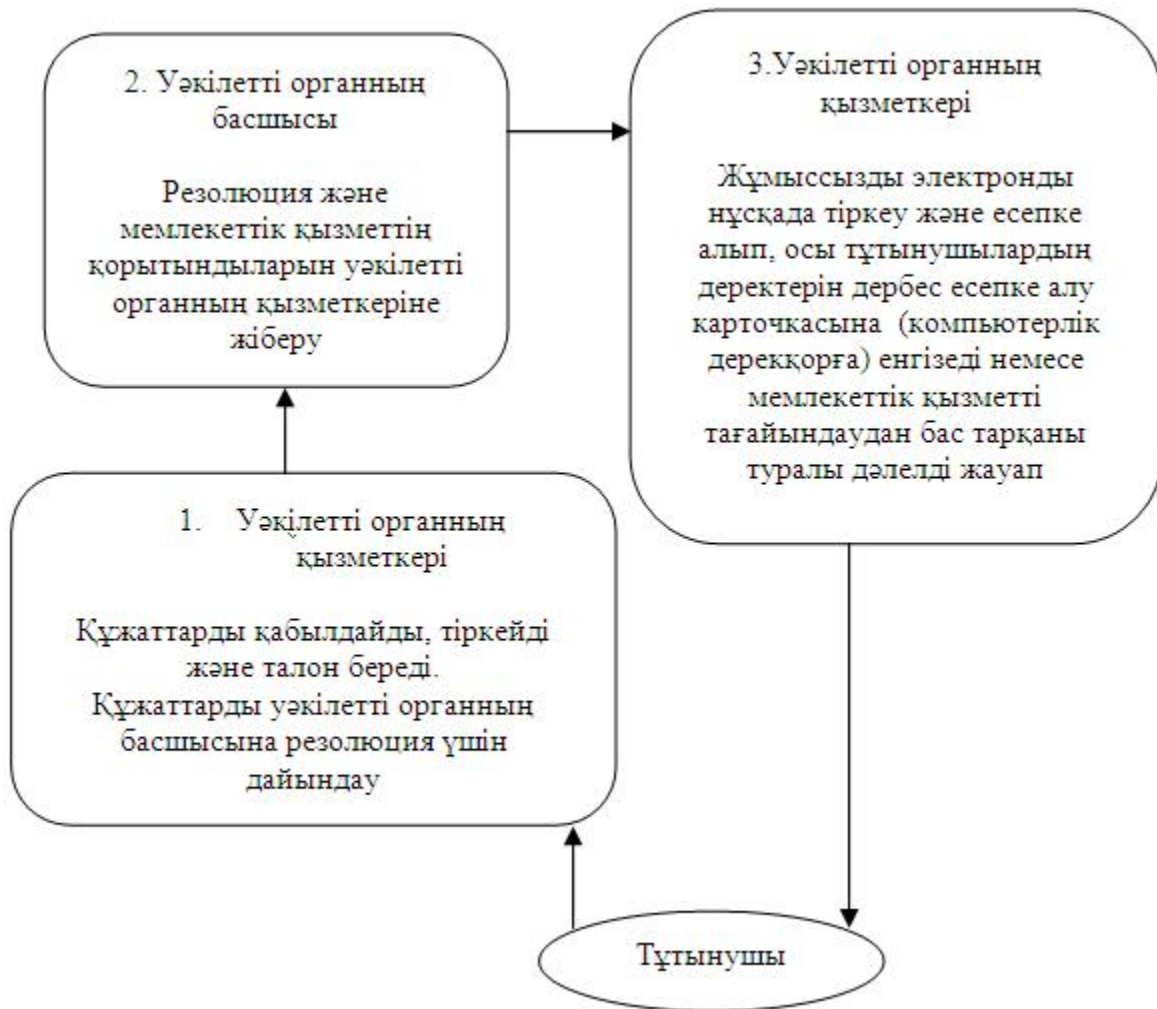 1. Уәкілетті органның
қызметкері
Құжаттарды қабылдайды, тіркейді
және талон береді.
Құжаттарды уәкілетті органның
басшысына резолюция үшін
дайындау
2. Уәкілетті органның
басшысы
Резолюция және
мемлекеттік қызметтің
қорытындыларын уәкілетті
органның қызметкеріне
жіберу
3.Уәкілетті органның
қызметкері
Жұмыссызды электронды
нұсқада тіркеу және есепке
алып, осы тұтынушылардың
деректерін дербес есепке алу
карточкасына (компьютерлік
дерекқорға) енгізеді немесе
мемлекеттік қызметті
тағайындаудан бас тарқаны
туралы дәлелді жауап
Тұтынушы